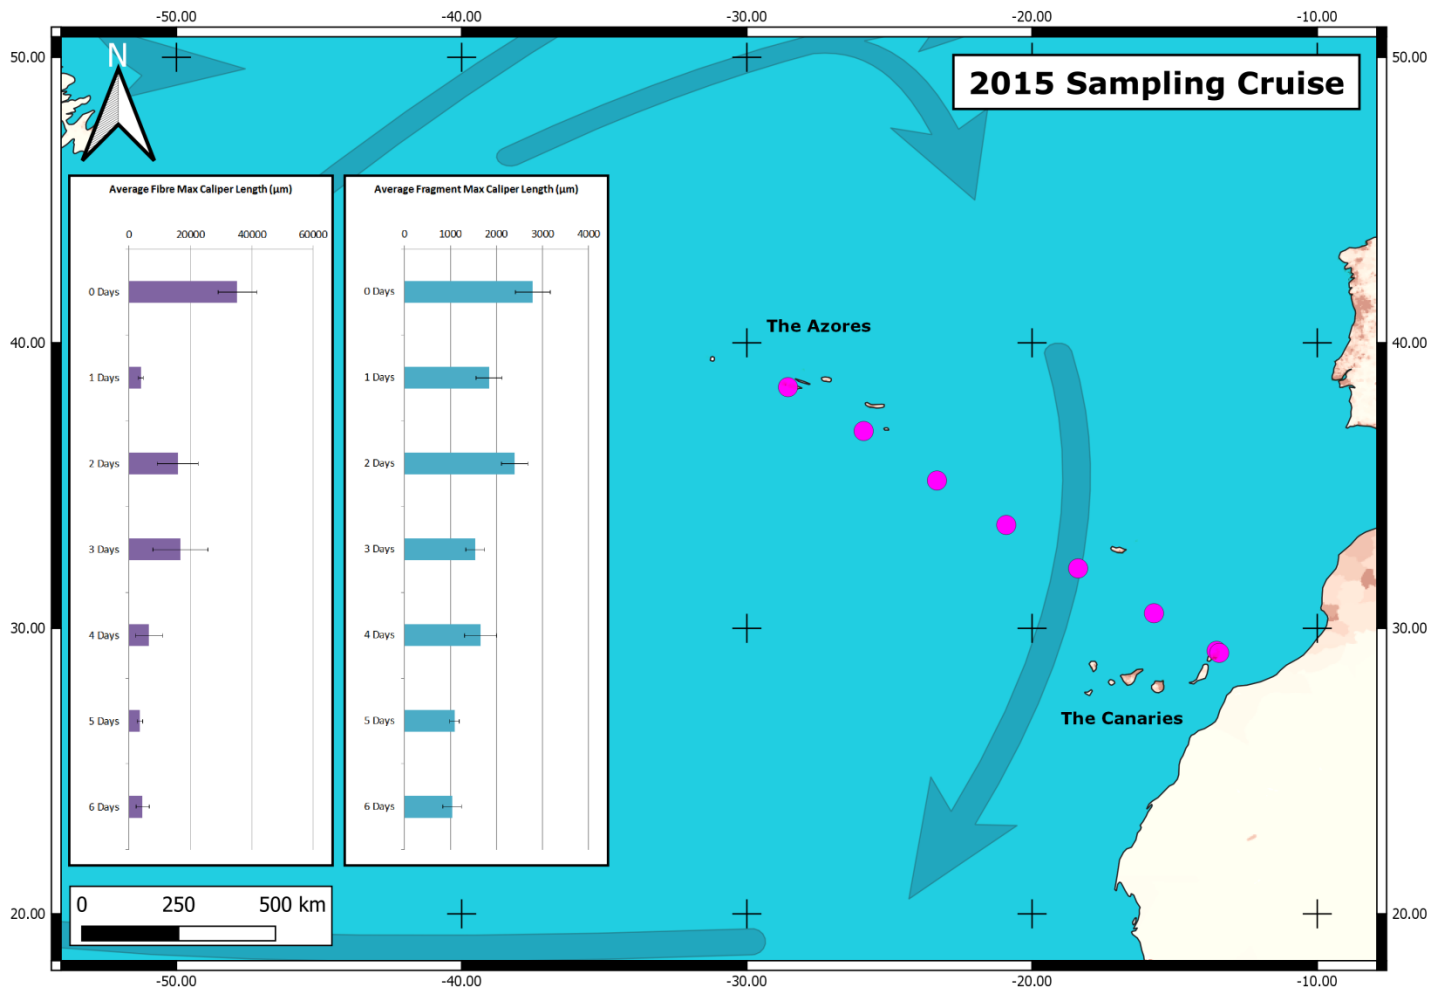 -50.00 -40.00 -30.00 -20.00 -10.00
50.00 50.00
N
2015 Sampling Cruise
Average Fibre Max Caliper Length (µm)
0 20000 40000 60000
0 Days
1 Days
2 Days
3 Days
4 Days
5 Days
6 Days
Average Fragment Max Caliper Length (µm)
0 1000 2000 3000 4000
0 Days
1 Days
2 Days
3 Days
4 Days
5 Days
6 Days
The Azores
40.00 40.00
30.00 30.00
The Canaries
0 250 500 km
20.00 20.00
-50.00 -40.00 -30.00 -20.00 -10.00